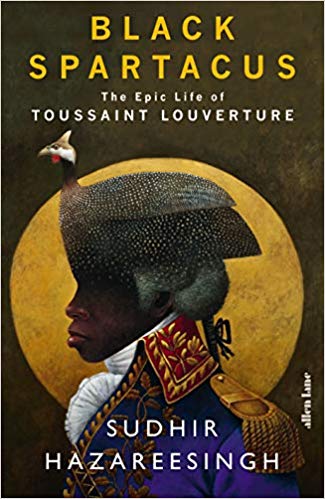 BLACK
SPARTACUS
The Epic Life of
TOUSSAINT LOUVERTURE
allen lane
SUDHIR
HAZAREESINGH